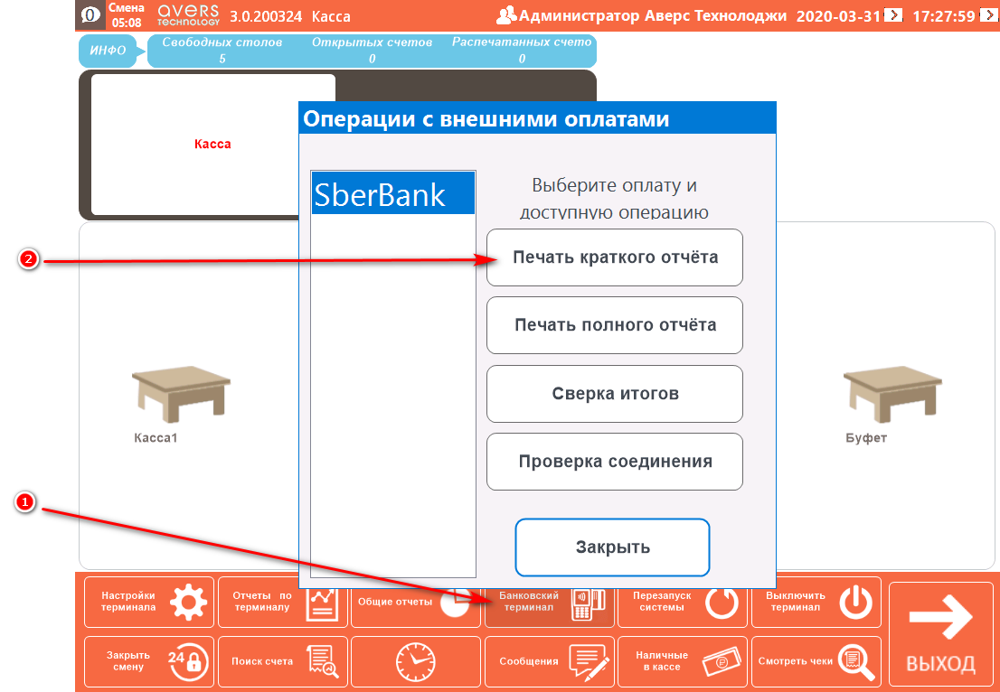 0
Смена
05:08
avers
TECHNOLOGY
3.0.200324 Касса
Администратор Аверс Технолоджи 2020-03-31 17:27:59
ИНФО
Свободных столов
5
Открытых счетов
0
Распечатанных счето
0
Касса
Операции с внешними оплатами
SberBank
Выберите оплату и
доступную операцию
2
Печать краткого отчёта
Печать полного отчёта
Сверка итогов
Проверка соединения
Закрыть
Касса1
Буфет
1
Настройки
терминала
Отчеты по
терминалу
Общие отчеты
Банковский
терминал
Перезапуск
системы
Выключить
терминал
Закрыть
смену
24
Поиск счета
Сообщения
Наличные
в кассе
Смотреть чеки
ВЫХОД